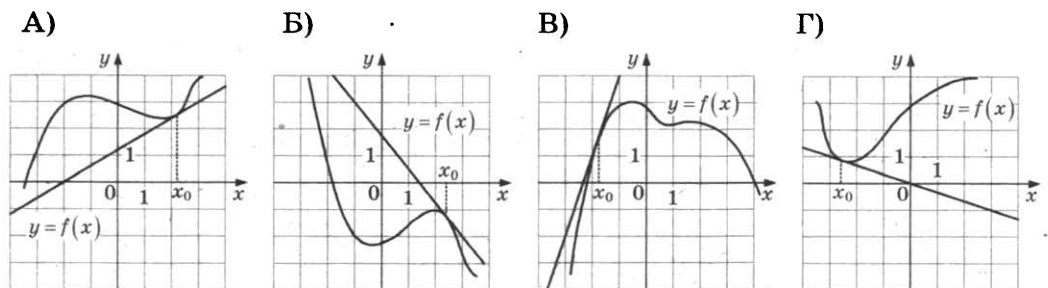 А)
y
1
0
1
x₀
x
y = f(x)
Б)
y
y = f(x)
1
x₀
0
1
x
В)
y
y = f(x)
1
x₀
0
1
x
Г)
y
y = f(x)
1
1
x₀
0
x